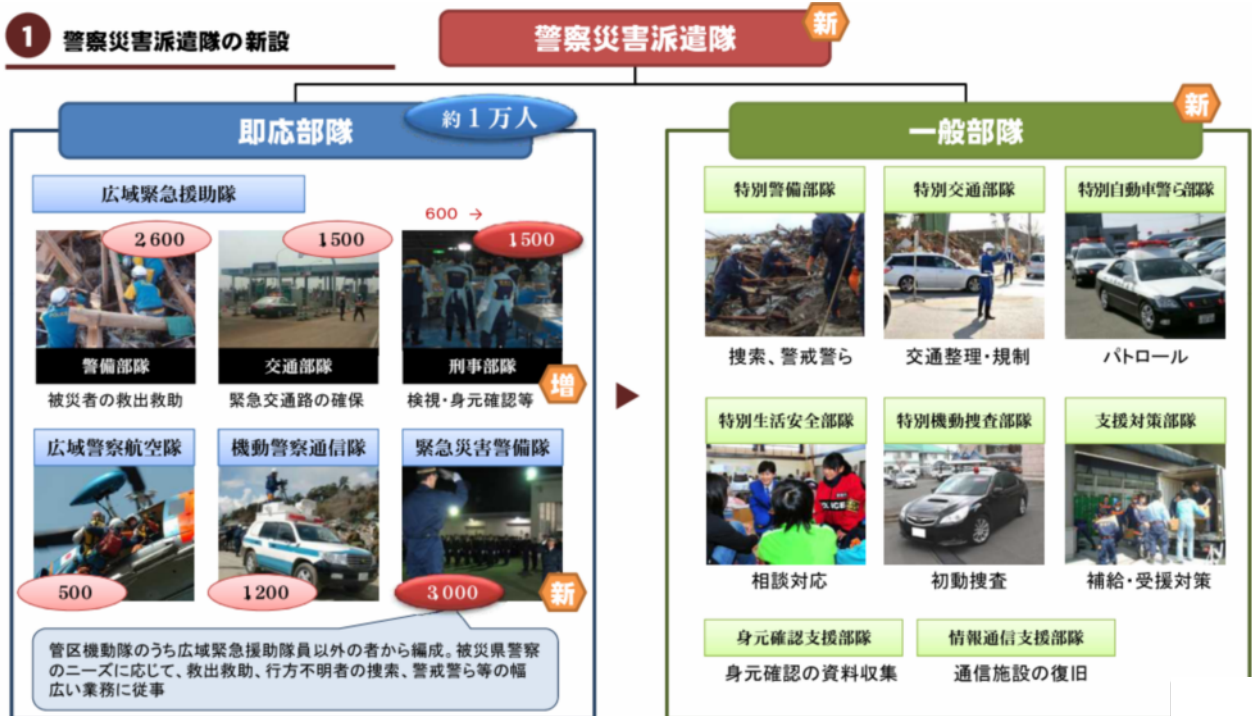 1 警察災害派遣隊の新設
警察災害派遣隊 新
即応部隊 約1万人
広域緊急援助隊
2600
警備部隊
被災者の救出救助
1500
交通部隊
緊急交通路の確保
600 → 1500
刑事部隊 増
検視・身元確認等
広域警察航空隊
500
機動警察通信隊
1200
緊急災害警備隊
3,000 新
管区機動隊のうち広域緊急援助隊員以外の者から編成。被災県警察
のニーズに応じて、救出救助、行方不明者の捜索、警戒警ら等の幅
広い業務に従事
一般部隊 新
特別警備部隊
捜索、警戒警ら
特別交通部隊
交通整理・規制
特別自動車警ら部隊
パトロール
特別生活安全部隊
相談対応
特別機動捜査部隊
初動捜査
支援対策部隊
補給・受援対策
身元確認支援部隊
身元確認の資料収集
情報通信支援部隊
通信施設の復旧